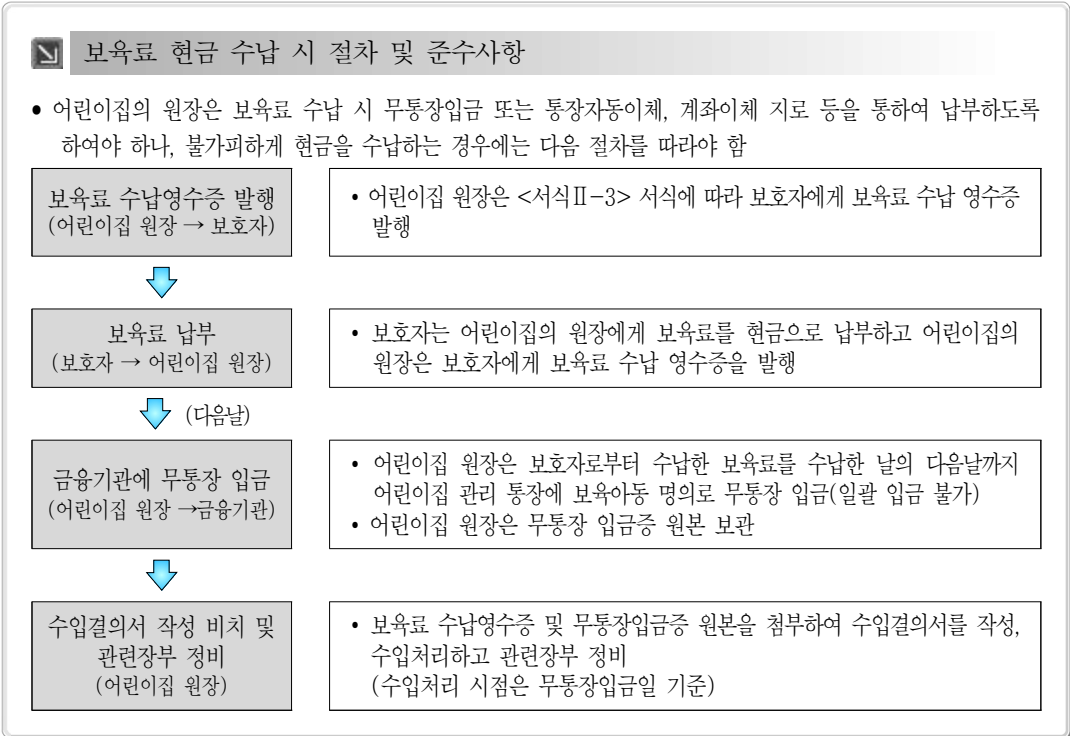 보육료 현금 수납 시 절차 및 준수사항
• 어린이집의 원장은 보육료 수납 시 무통장입금 또는 통장자동이체, 계좌이체 지로 등을 통하여 납부하도록
하여야 하나, 불가피하게 현금을 수납하는 경우에는 다음 절차를 따라야 함
보육료 수납영수증 발행
(어린이집 원장 → 보호자)
• 어린이집 원장은 <서식Ⅱ-3> 서식에 따라 보호자에게 보육료 수납 영수증
발행
보육료 납부
(보호자 → 어린이집 원장)
• 보호자는 어린이집의 원장에게 보육료를 현금으로 납부하고 어린이집의
원장은 보호자에게 보육료 수납 영수증을 발행
(다음날)
금융기관에 무통장 입금
(어린이집 원장 →금융기관)
• 어린이집 원장은 보호자로부터 수납한 보육료를 수납한 날의 다음날까지
어린이집 관리 통장에 보육아동 명의로 무통장 입금(일괄 입금 불가)
• 어린이집 원장은 무통장 입금증 원본 보관
수입결의서 작성 비치 및
관련장부 정비
(어린이집 원장)
• 보육료 수납영수증 및 무통장입금증 원본을 첨부하여 수입결의서를 작성,
수입처리하고 관련장부 정비
(수입처리 시점은 무통장입금일 기준)